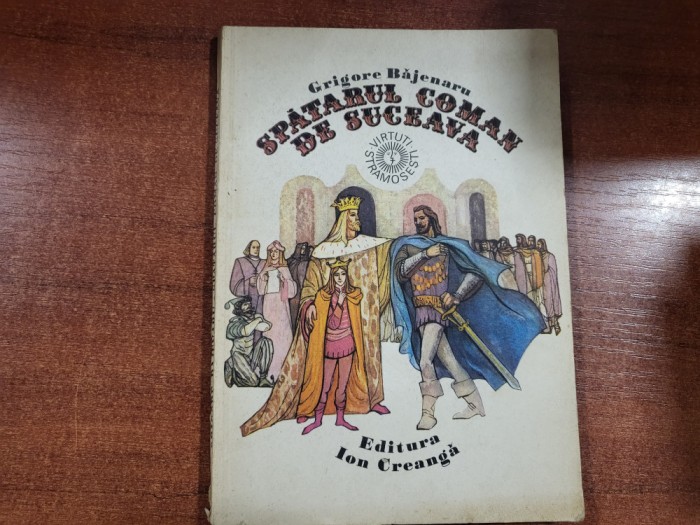 Grigore Băjenaru
SPĂTARUL COMAN
DE SUCEAVA
VIRTUȚI
STRĂMOȘEȘTI
Editura
Ion Creangă